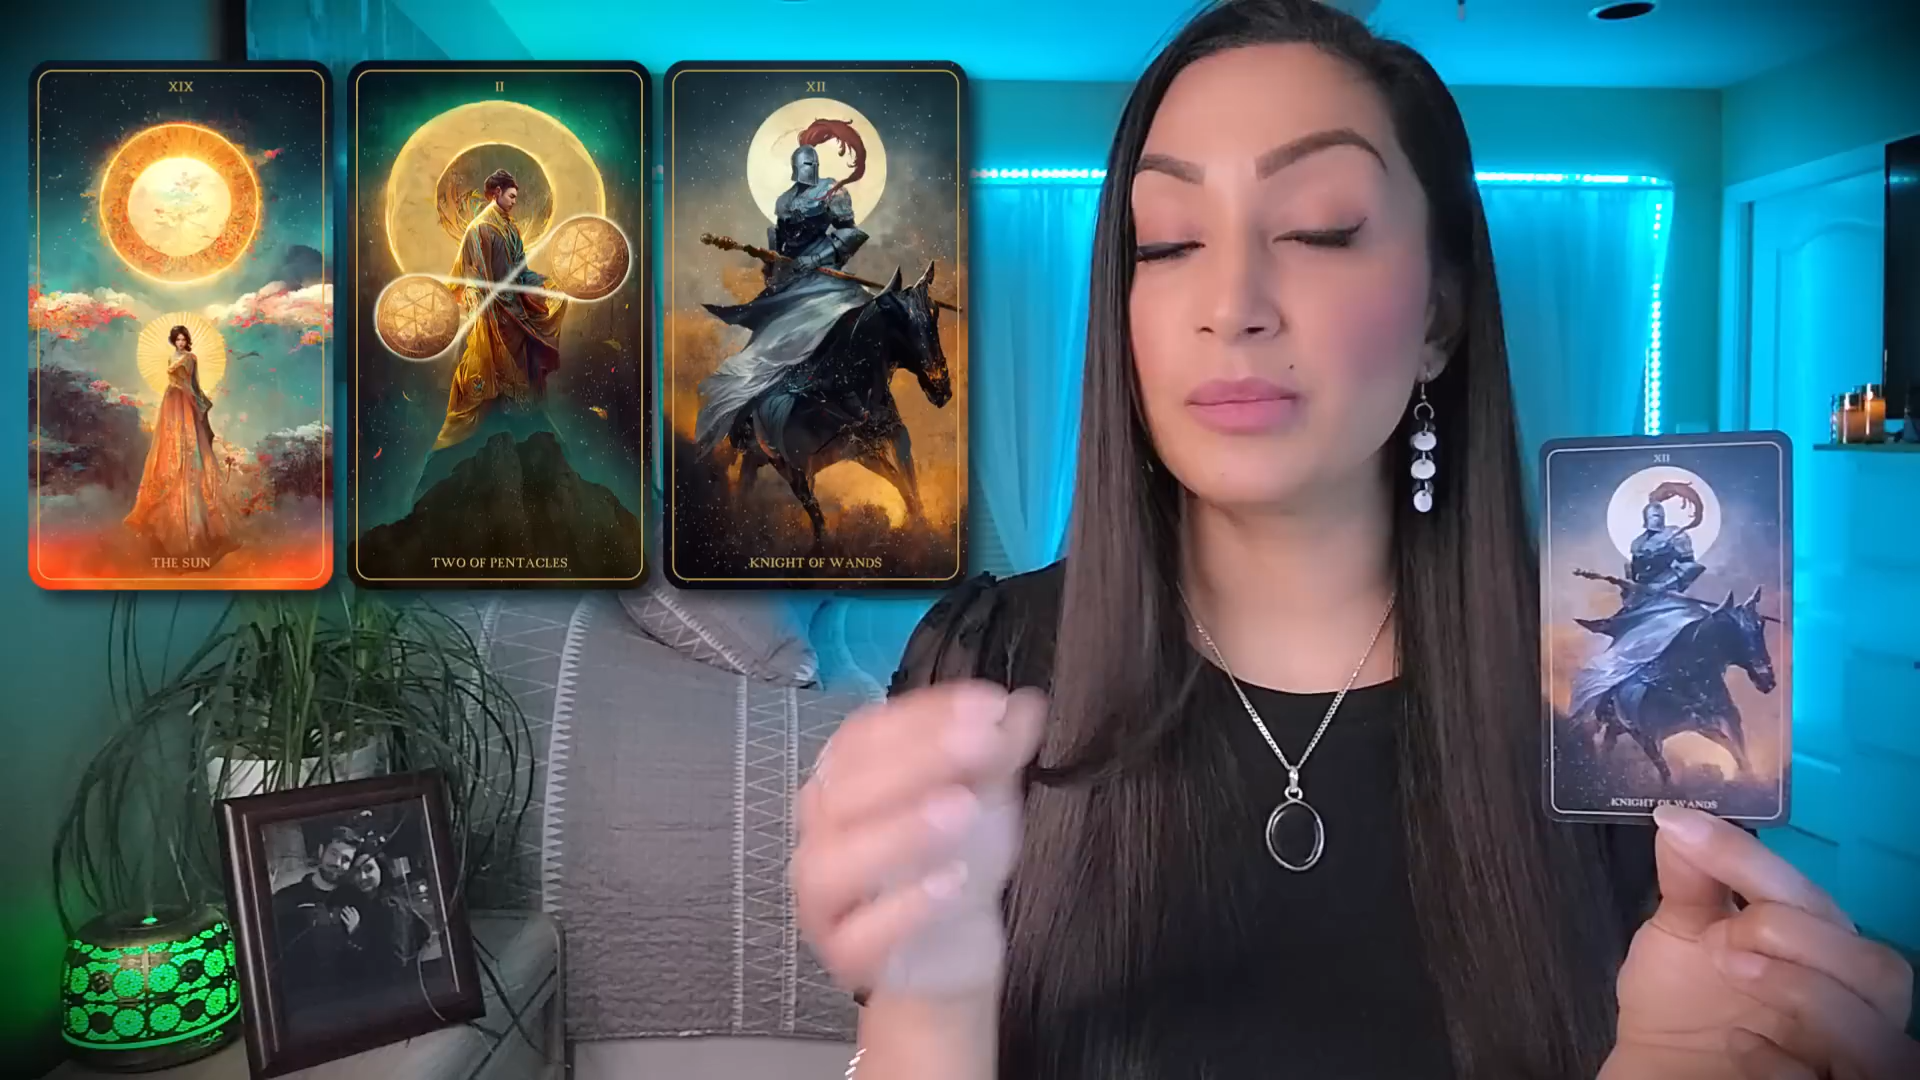 XIX
THE SUN
II
TWO OF PENTACLES
XII
KNIGHT OF WANDS
XII
KNIGHT OF WANDS